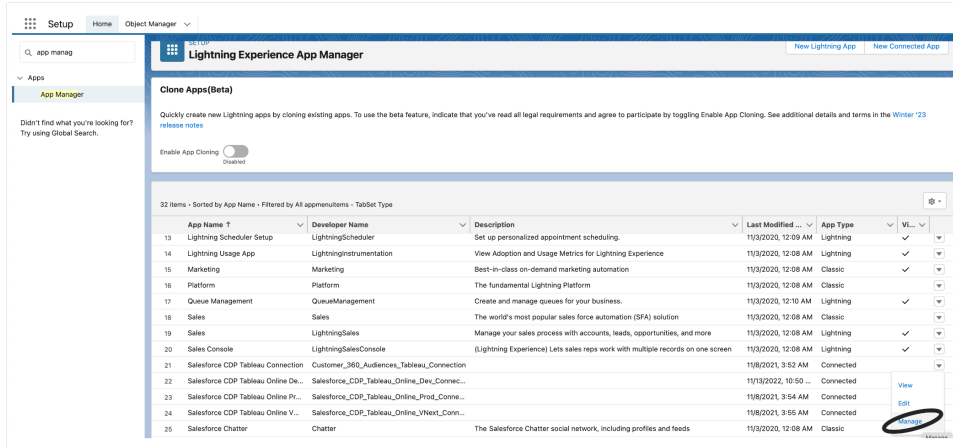 Setup Home Object Manager
app manag
Apps
App Manager
Didn't find what you're looking for?
Try using Global Search.
SETUP
Lightning Experience App Manager
New Lightning App New Connected App
Clone Apps(Beta)
Quickly create new Lightning apps by cloning existing apps. To use the beta feature, indicate that you've read all legal requirements and agree to participate by toggling Enable App Cloning. See additional details and terms in the Winter '23
release notes
Enable App Cloning
Disabled
32 items • Sorted by App Name • Filtered by All appmenuitems • TabSet Type
App Name ↑ Developer Name Description Last Modified ... App Type Vi...
13 Lightning Scheduler Setup LightningScheduler Set up personalized appointment scheduling. 11/3/2020, 12:09 AM Lightning
14 Lightning Usage App LightningInstrumentation View Adoption and Usage Metrics for Lightning Experience 11/3/2020, 12:08 AM Lightning
15 Marketing Marketing Best-in-class on-demand marketing automation 11/3/2020, 12:08 AM Classic
16 Platform Platform The fundamental Lightning Platform 11/3/2020, 12:08 AM Classic
17 Queue Management QueueManagement Create and manage queues for your business. 11/3/2020, 12:10 AM Lightning
18 Sales Sales The world's most popular sales force automation (SFA) solution 11/3/2020, 12:08 AM Classic
19 Sales LightningSales Manage your sales process with accounts, leads, opportunities, and more 11/3/2020, 12:08 AM Lightning
20 Sales Console LightningSalesConsole (Lightning Experience) Lets sales reps work with multiple records on one screen 11/3/2020, 12:08 AM Lightning
21 Salesforce CDP Tableau Connection Customer_360_Audiences_Tableau_Connection 11/8/2021, 3:52 AM Connected
22 Salesforce CDP Tableau Online De... Salesforce_CDP_Tableau_Online_Dev_Connec... 11/13/2022, 10:50 ... Connected
View
23 Salesforce CDP Tableau Online Pr... Salesforce_CDP_Tableau_Online_Prod_Conne... 11/8/2021, 3:54 AM Connected
Edit
24 Salesforce CDP Tableau Online V... Salesforce_CDP_Tableau_Online_VNext_Conn... 11/8/2021, 3:55 AM Connected
Manage
25 Salesforce Chatter Chatter The Salesforce Chatter social network, including profiles and feeds 11/3/2020, 12:08 AM Classic
Manage